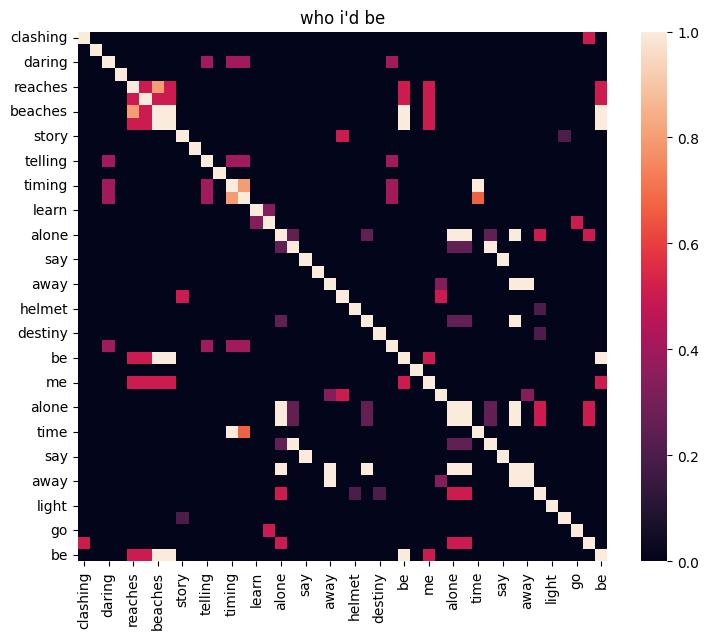 who i'd be
clashing
daring
reaches
beaches
story
telling
timing
learn
alone
say
away
helmet
destiny
be
me
alone
time
say
away
light
go
be
1.0
0.8
0.6
0.4
0.2
0.0
clashing
daring
reaches
beaches
story
telling
timing
learn
alone
say
away
helmet
destiny
be
me
alone
time
say
away
light
go
be